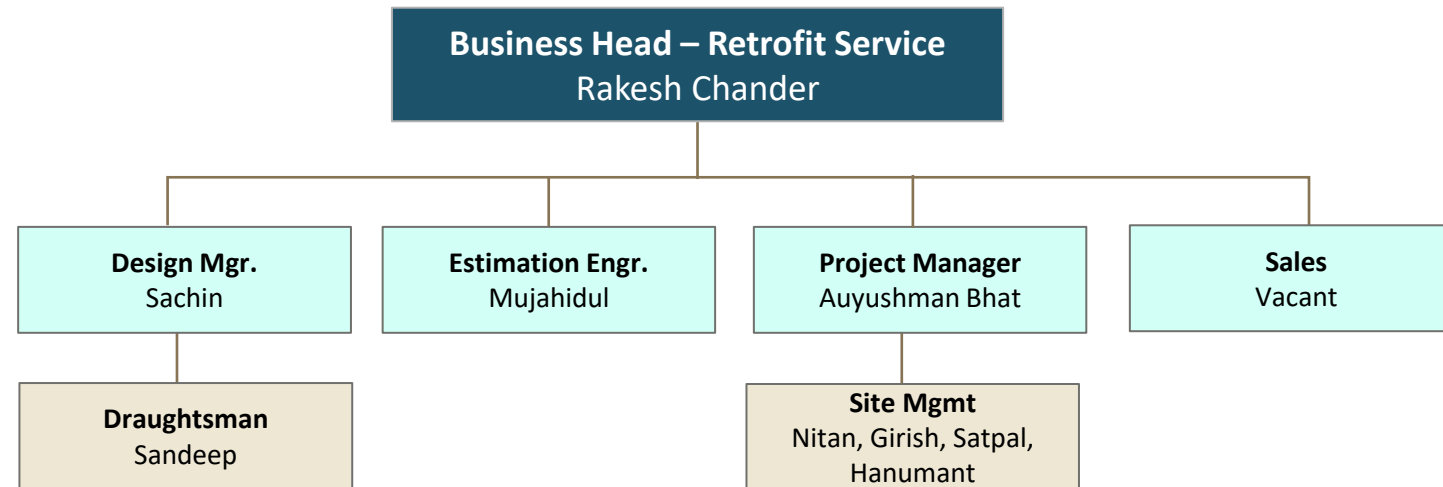 Business Head – Retrofit Service
Rakesh Chander
Design Mgr.
Sachin
Estimation Engr.
Mujahidul
Project Manager
Auyushman Bhat
Sales
Vacant
Draughtsman
Sandeep
Site Mgmt
Nitan, Girish, Satpal,
Hanumant